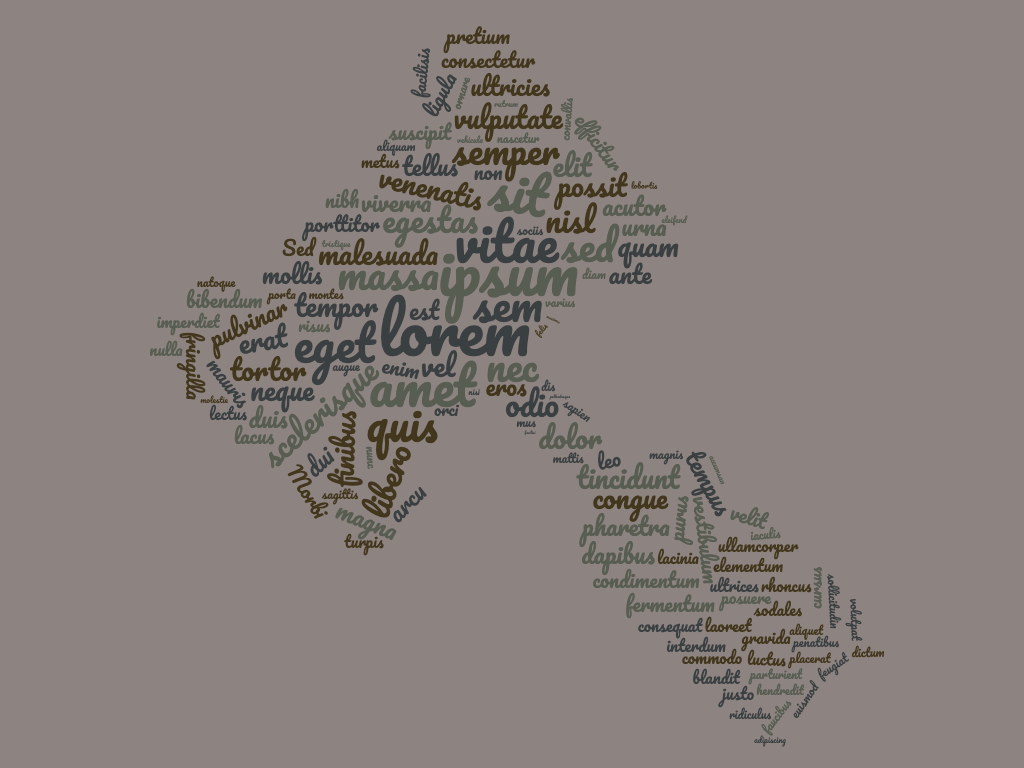 pretium
consectetur
facilisis
ligula
ornare
ultricies
rutrum
vulputate
convallis
efficitur
suscipit
vehicula
nascetur
aliquam
semper
metus
tellus
non
elit
venenatis
sit
possit
lobortis
nibh
viverra
acutor
porttitor
egestas
sociis
nisl
urna
eleifend
Sed
tristique
malesuada
vitae
sed
quam
mollis
massa
ipsum
diam
ante
natoque
bibendum
porta
montes
tempor
est
sem
varius
imperdiet
pulvinar
risus
lorem
felis
nulla
fringilla
erat
eget
mauris
tortor
augue
enim
vel
nec
molestie
neque
scelerisque
amet
nisi
eros
dis
pellentesque
lectus
duis
orci
odio
sapien
lacus
finibus
quis
mus
dolor
dui
nunc
libero
mattis
leo
magnis
tempus
Morbi
sagittis
arcu
tincidunt
magna
congue
purus
vestibulum
velit
turpis
pharetra
iaculis
dapibus
lacinia
ullamcorper
elementum
condimentum
ultrices
rhoncus
cursus
sollicitudin
fermentum
posuere
sodales
volutpat
consequat
laoreet
gravida
aliquet
penatibus
interdum
commodo
luctus
placerat
feugiat
dictum
blandit
parturient
justo
hendrerit
euismod
ridiculus
faucibus
adipiscing